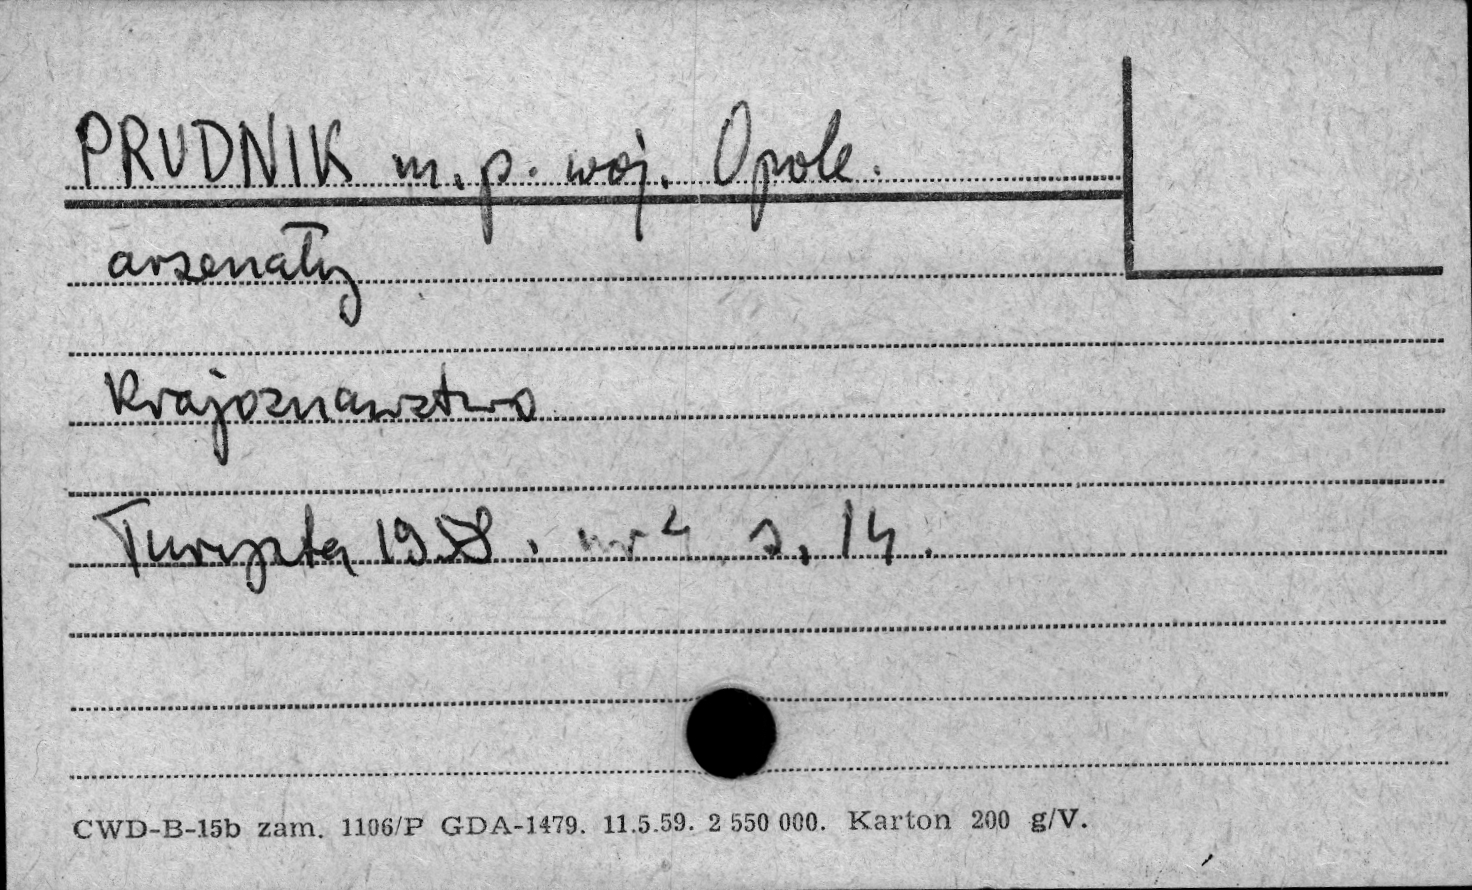 PRUDNIK m. p. woj. Opole.
arsenały
Krajoznawstwo
Turysta 1958. nr 4 s. 14.
CWD-B-15b zam. 1106/P GDA-1479. 11.5.59. 2 550 000. Karton 200 g/V.